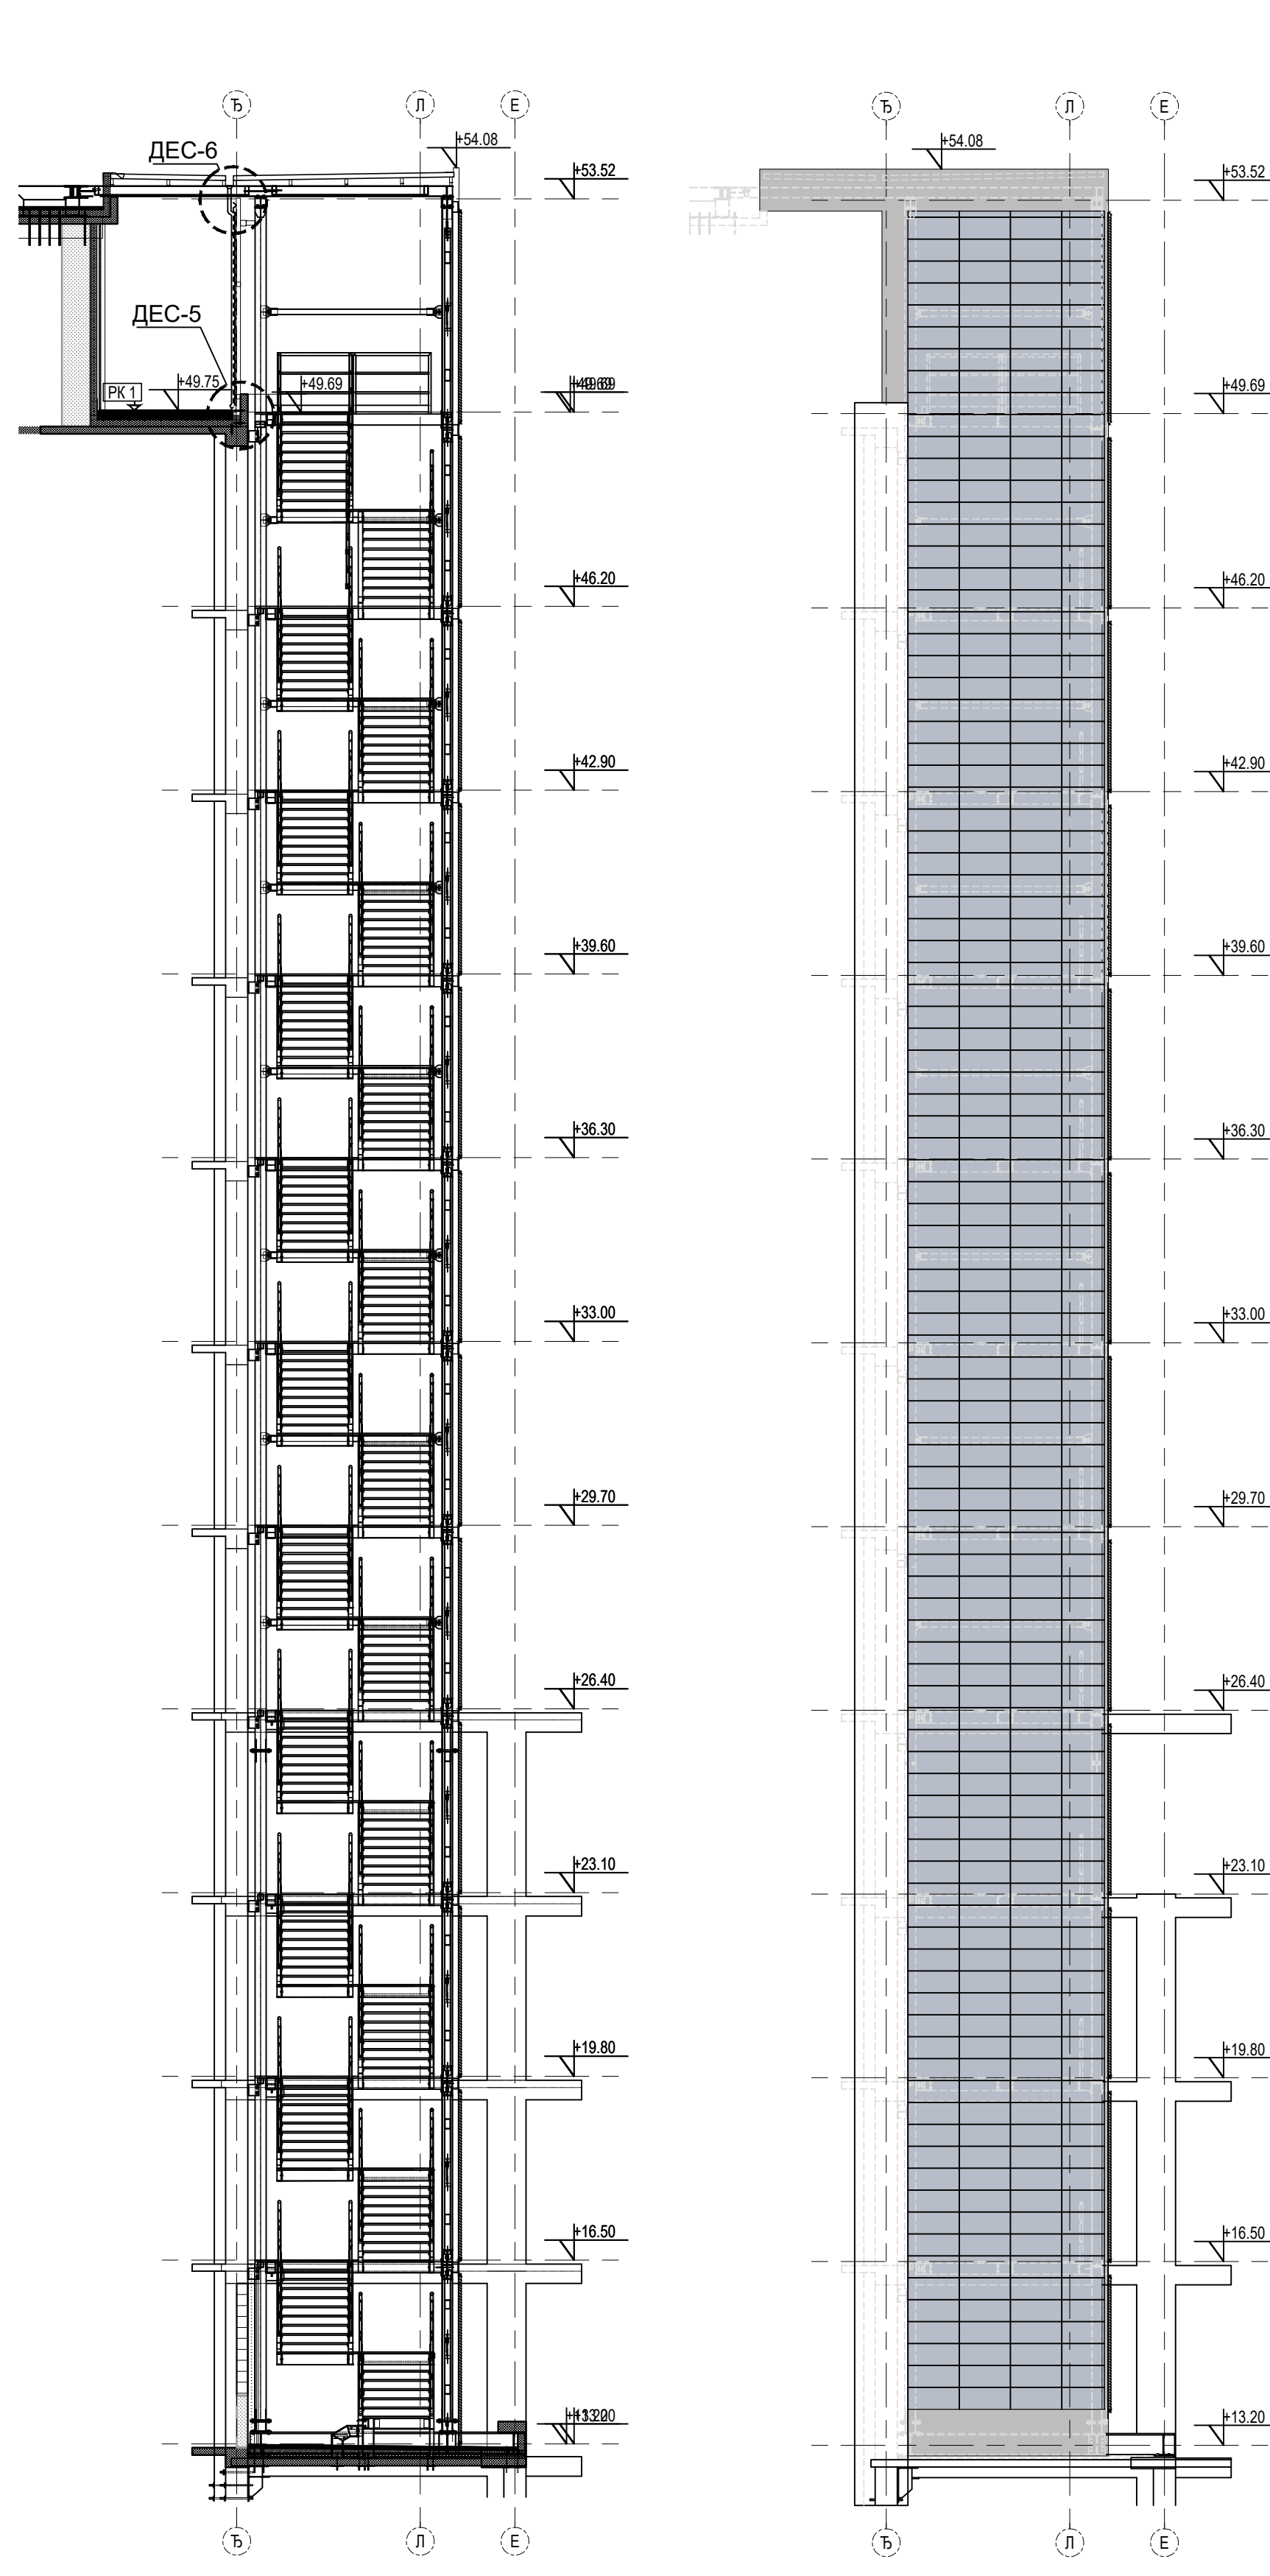 Ђ Л Е Ђ Л Е
+54.08 +54.08
ДЕС-6
+53.52 +53.52
ДЕС-5
РК 1 +49.75 +49.69 +49.69
+46.20 +46.20
+42.90 +42.90
+39.60 +39.60
+36.30 +36.30
+33.00 +33.00
+29.70 +29.70
+26.40 +26.40
+23.10 +23.10
+19.80 +19.80
+16.50 +16.50
+13.20
Ђ Л Е Ђ Л Е